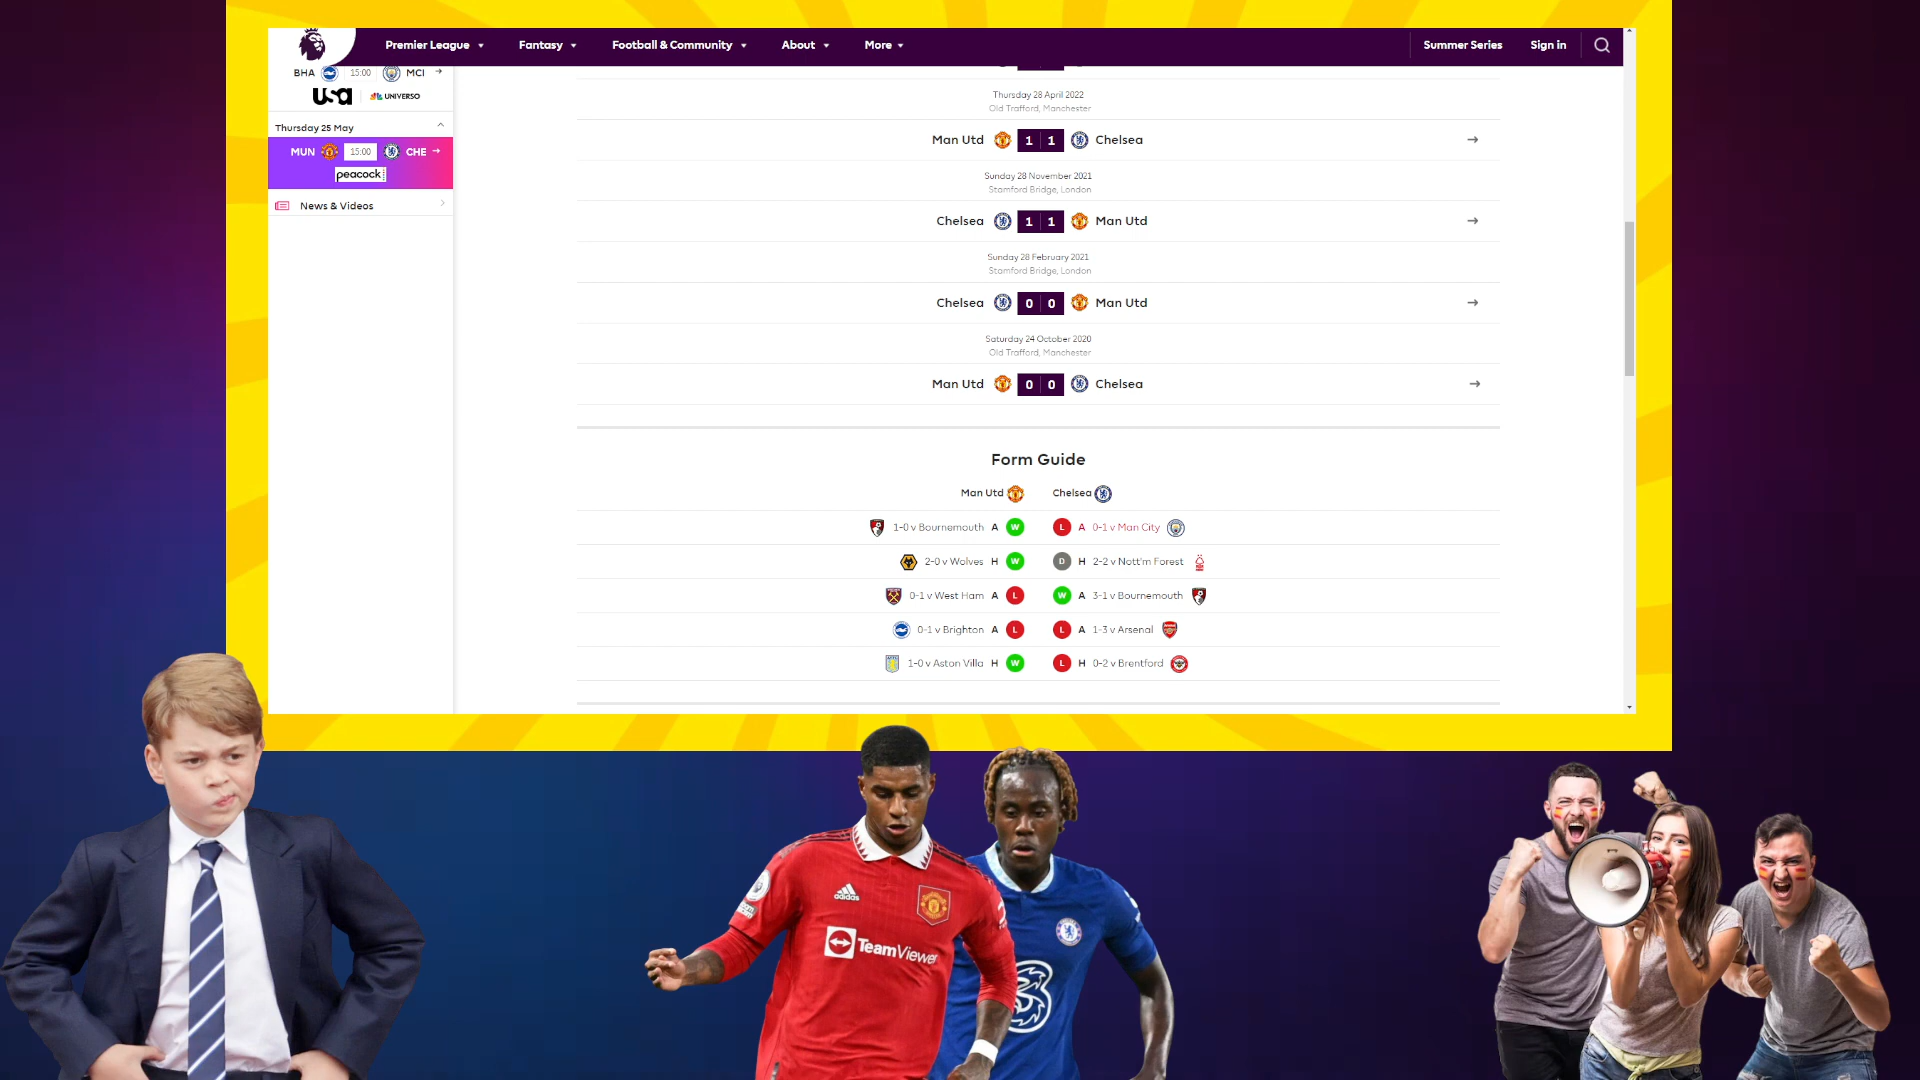 Premier League Fantasy Football & Community About More Summer Series Sign in
BHA 15:00 MCI
usa UNIVERSO
Thursday 25 May
MUN 15:00 CHE
peacock
News & Videos
Thursday 28 April 2022
Old Trafford, Manchester
Man Utd 1 1 Chelsea
Sunday 28 November 2021
Stamford Bridge, London
Chelsea 1 1 Man Utd
Sunday 28 February 2021
Stamford Bridge, London
Chelsea 0 0 Man Utd
Saturday 24 October 2020
Old Trafford, Manchester
Man Utd 0 0 Chelsea
Form Guide
Man Utd Chelsea
1-0 v Bournemouth A W L A 0-1 v Man City
2-0 v Wolves H W D H 2-2 v Nott'm Forest
0-1 v West Ham A L W A 3-1 v Bournemouth
0-1 v Brighton A L L A 1-3 v Arsenal
1-0 v Aston Villa H W L H 0-2 v Brentford
adidas
TeamViewer
3